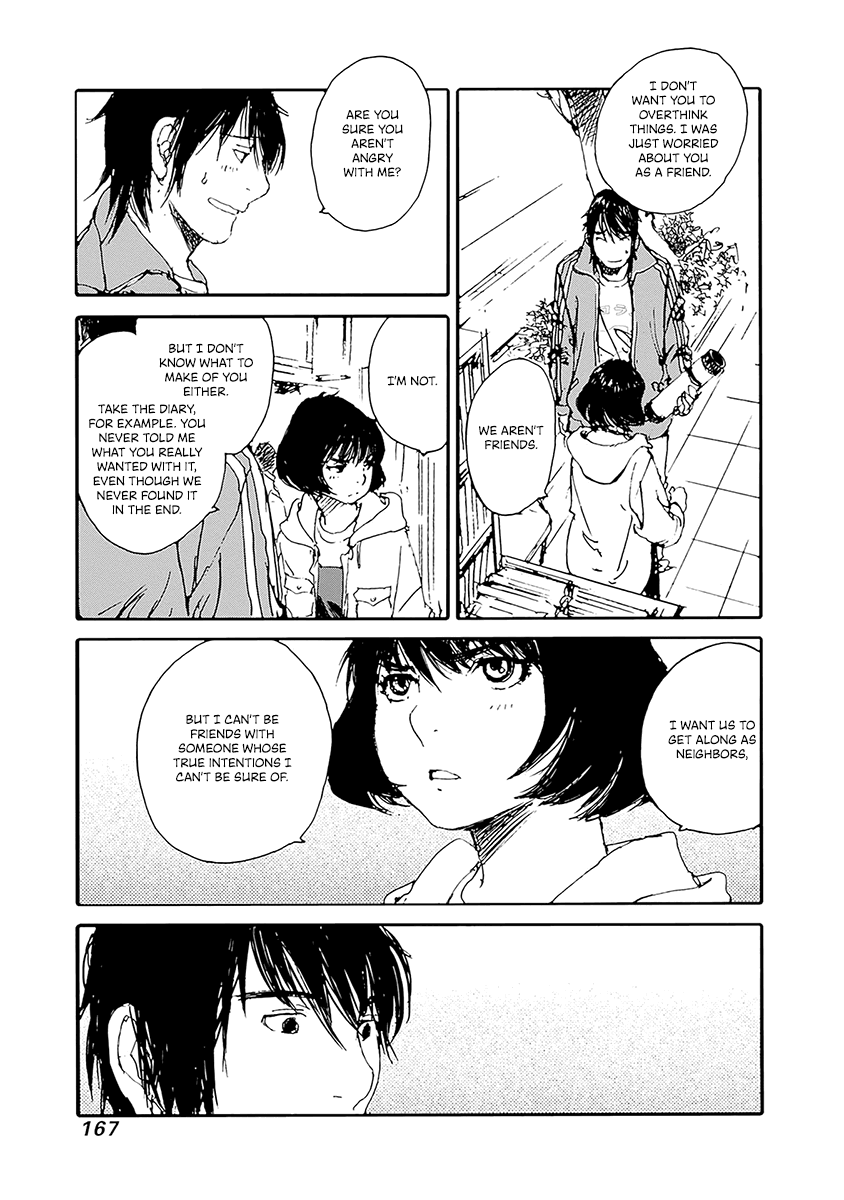 I DON'T
WANT YOU TO
OVERTHINK
THINGS. I WAS
JUST WORRIED
ABOUT YOU
AS A FRIEND.
WE AREN'T
FRIENDS.
ARE YOU
SURE YOU
AREN'T
ANGRY
WITH ME?
I'M NOT.
BUT I DON'T
KNOW WHAT TO
MAKE OF YOU
EITHER.
TAKE THE DIARY,
FOR EXAMPLE. YOU
NEVER TOLD ME
WHAT YOU REALLY
WANTED WITH IT,
EVEN THOUGH WE
NEVER FOUND IT
IN THE END.
I WANT US TO
GET ALONG AS
NEIGHBORS,
BUT I CAN'T BE
FRIENDS WITH
SOMEONE WHOSE
TRUE INTENTIONS I
CAN'T BE SURE OF.
167